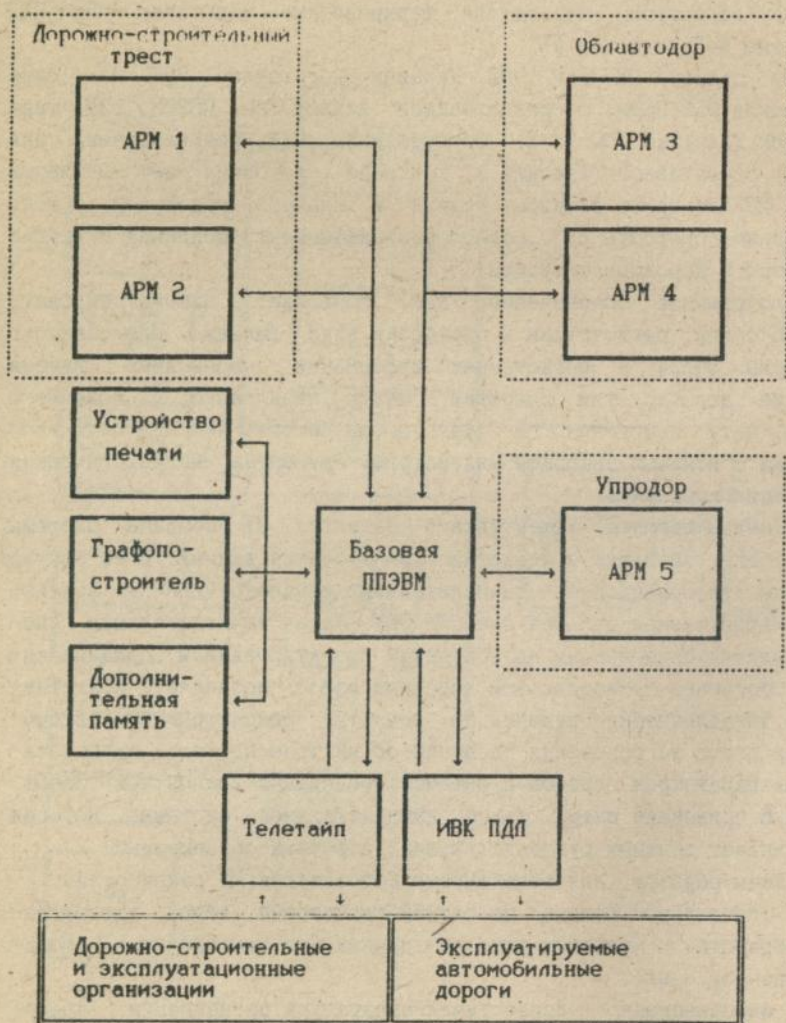 Дорожно-строительный
трест
АРМ 1
АРМ 2
Облавтодор
АРМ 3
АРМ 4
Устройство
печати
Графопо-
строитель
Дополни-
тельная
память
Базовая
ППЭВМ
Упродор
АРМ 5
Телетайп
ИВК ПДП
Дорожно-строительные
и эксплуатационные
организации
Эксплуатируемые
автомобильные
дороги